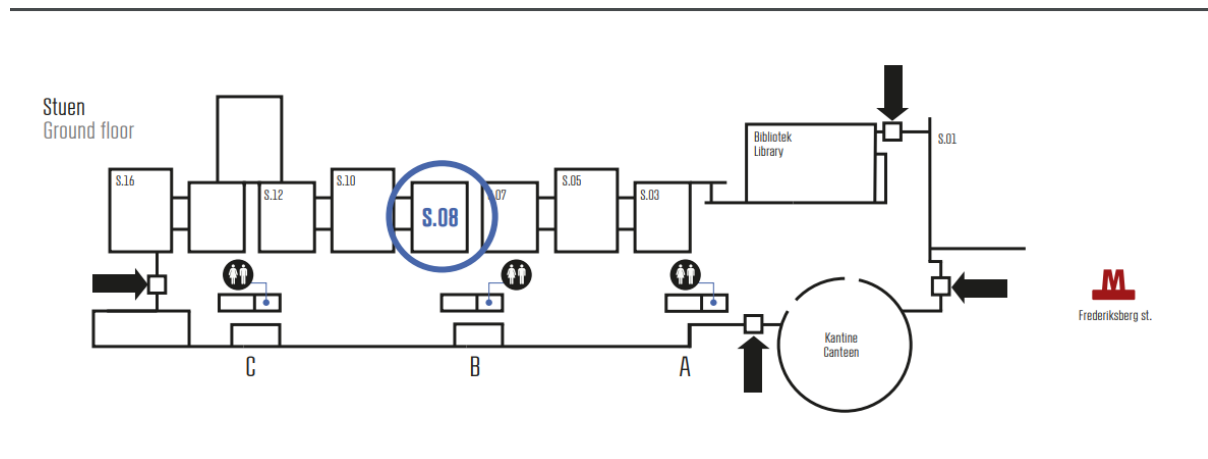 Stuen
Ground floor
Bibliotek
Library
S.01
S.16
S.12
S.10
S.08
.07
S.05
S.03
M
Frederiksberg st.
Kantine
Canteen
C
B
A